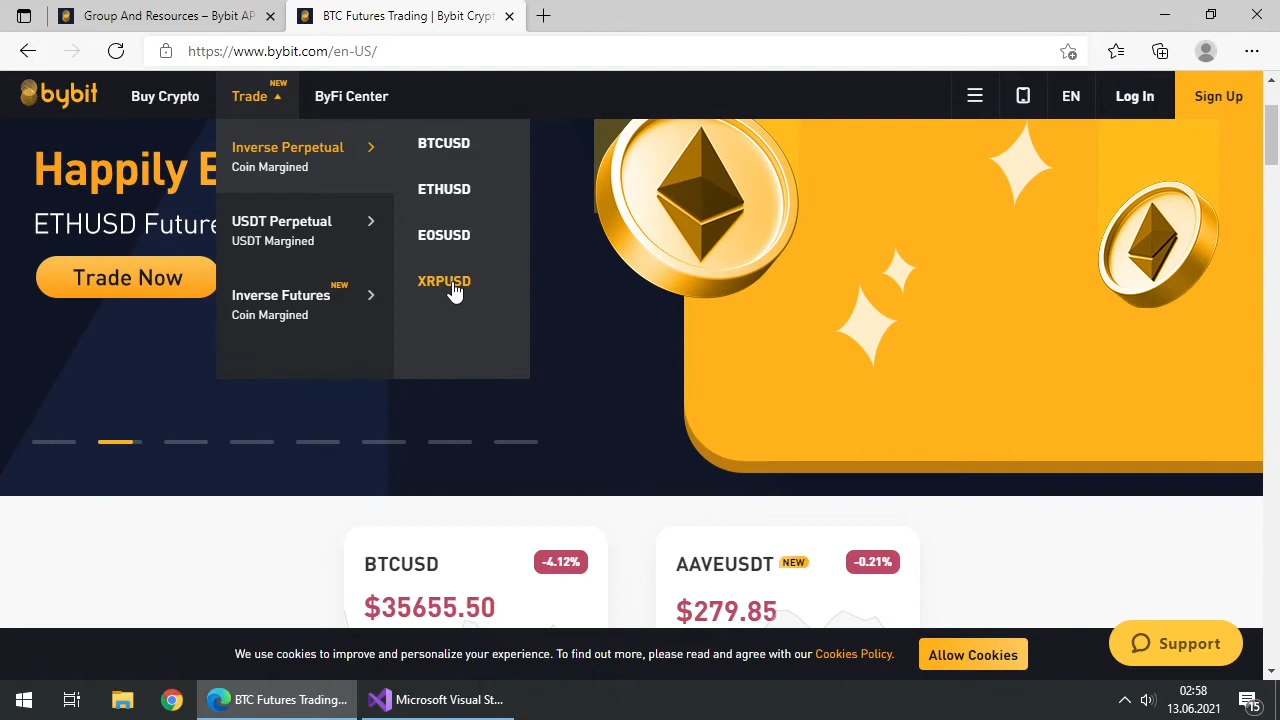 Group And Resources – Bybit AP
BTC Futures Trading | Bybit Crypt
https://www.bybit.com/en-US/
bybit
Buy Crypto
Trade
NEW
ByFi Center
EN
Log In
Sign Up
Inverse Perpetual
Coin Margined
USDT Perpetual
USDT Margined
Inverse Futures
NEW
Coin Margined
BTCUSD
ETHUSD
EOSUSD
XRPUSD
Happily E
ETHUSD Future
Trade Now
BTCUSD
-4.12%
$35655.50
AAVEUSDT NEW
-0.21%
$279.85
We use cookies to improve and personalize your experience. To find out more, please read and agree with our Cookies Policy.
Allow Cookies
Support
BTC Futures Trading...
Microsoft Visual St...
02:58
13.06.2021
15